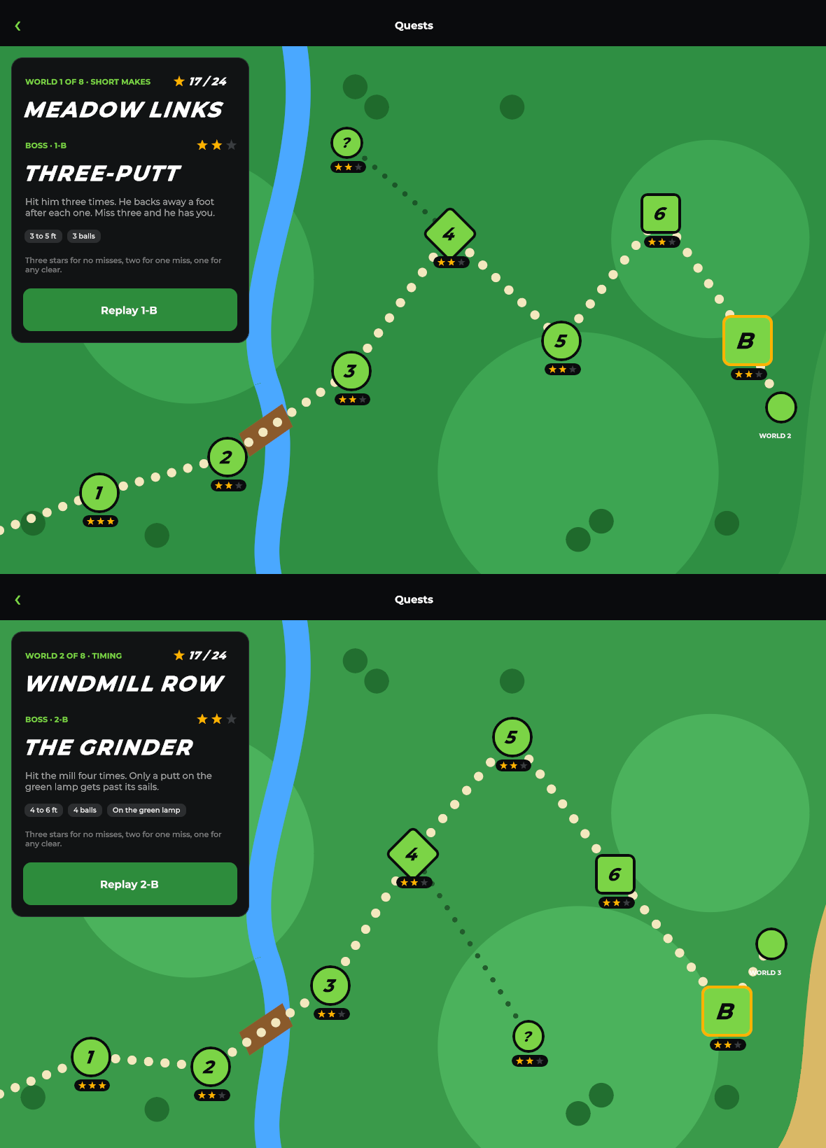 Quests
WORLD 1 OF 8 · SHORT MAKES
17 / 24
MEADOW LINKS
BOSS · 1-B
THREE-PUTT
Hit him three times. He backs away a foot
after each one. Miss three and he has you.
3 to 5 ft
3 balls
Three stars for no misses, two for one miss, one for
any clear.
Replay 1-B
?
4
6
5
B
3
WORLD 2
2
1
Quests
WORLD 2 OF 8 · TIMING
17 / 24
WINDMILL ROW
BOSS · 2-B
THE GRINDER
Hit the mill four times. Only a putt on the
green lamp gets past its sails.
4 to 6 ft
4 balls
On the green lamp
Three stars for no misses, two for one miss, one for
any clear.
Replay 2-B
5
4
6
WORLD 3
3
B
?
1
2